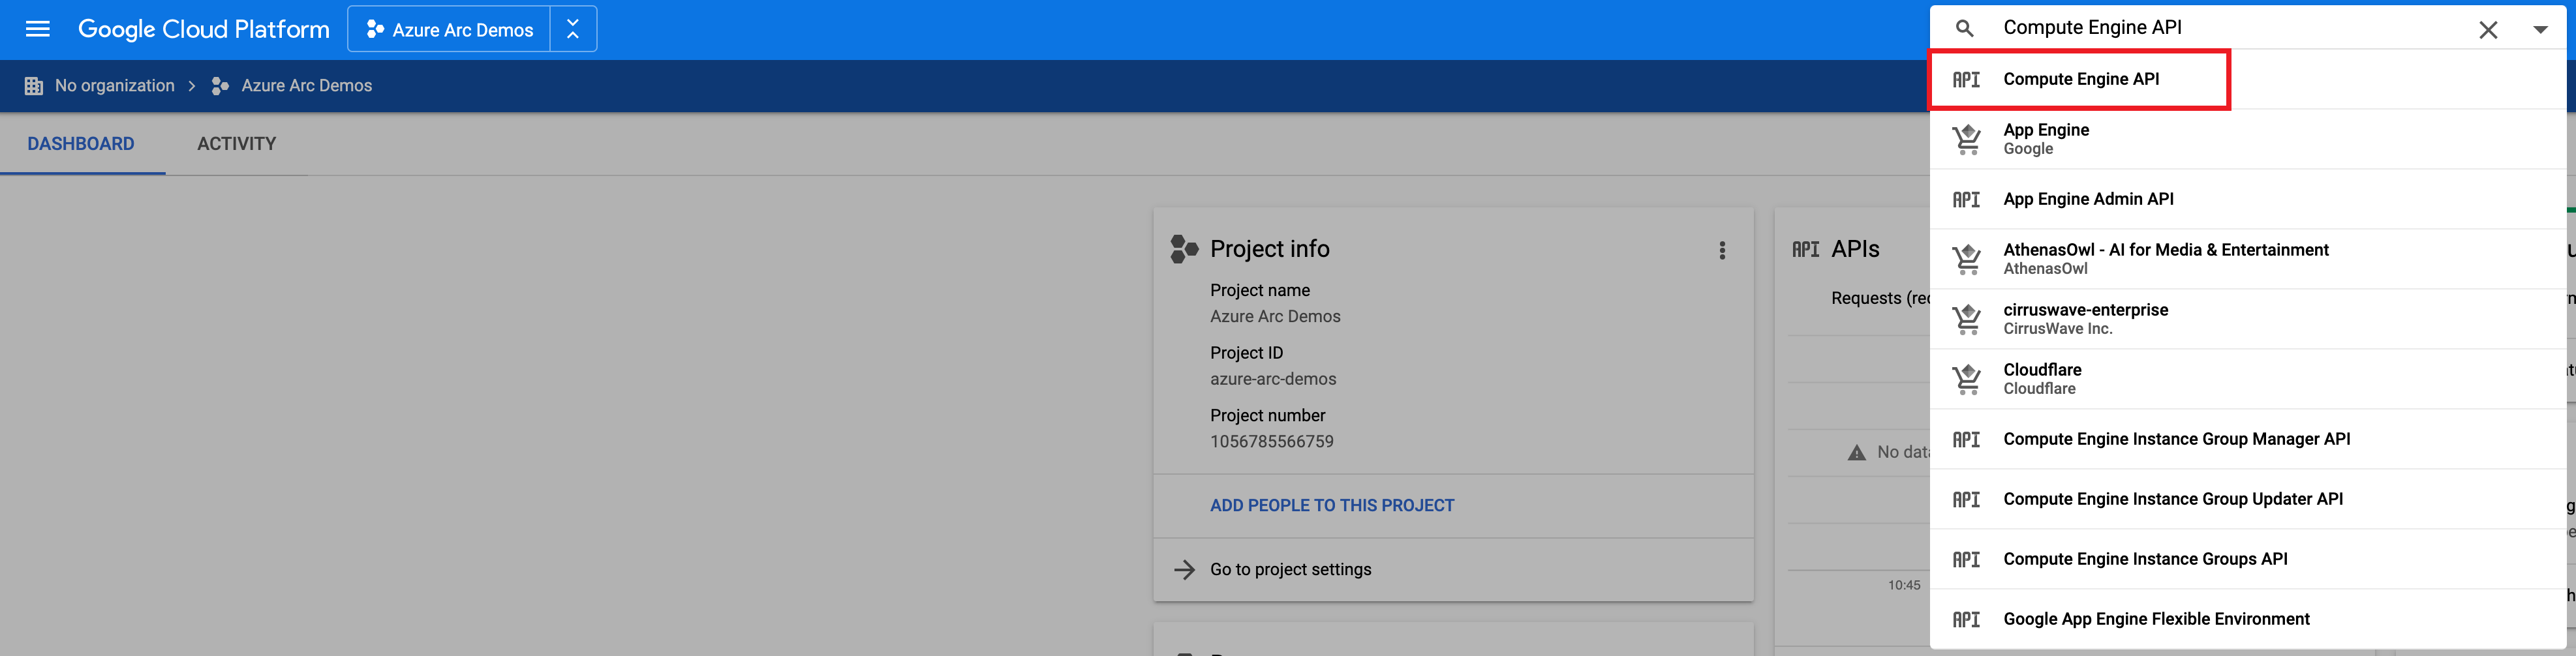 Google Cloud Platform
Azure Arc Demos
Compute Engine API
No organization
Azure Arc Demos
DASHBOARD
ACTIVITY
Project info
Project name
Azure Arc Demos
Project ID
azure-arc-demos
Project number
1056785566759
ADD PEOPLE TO THIS PROJECT
Go to project settings
API APIs
Requests
No
10:45
API Compute Engine API
App Engine
Google
API App Engine Admin API
AthenasOwl - AI for Media & Entertainment
AthenasOwl
cirruswave-enterprise
CirrusWave Inc.
Cloudflare
Cloudflare
API Compute Engine Instance Group Manager API
API Compute Engine Instance Group Updater API
API Compute Engine Instance Groups API
API Google App Engine Flexible Environment